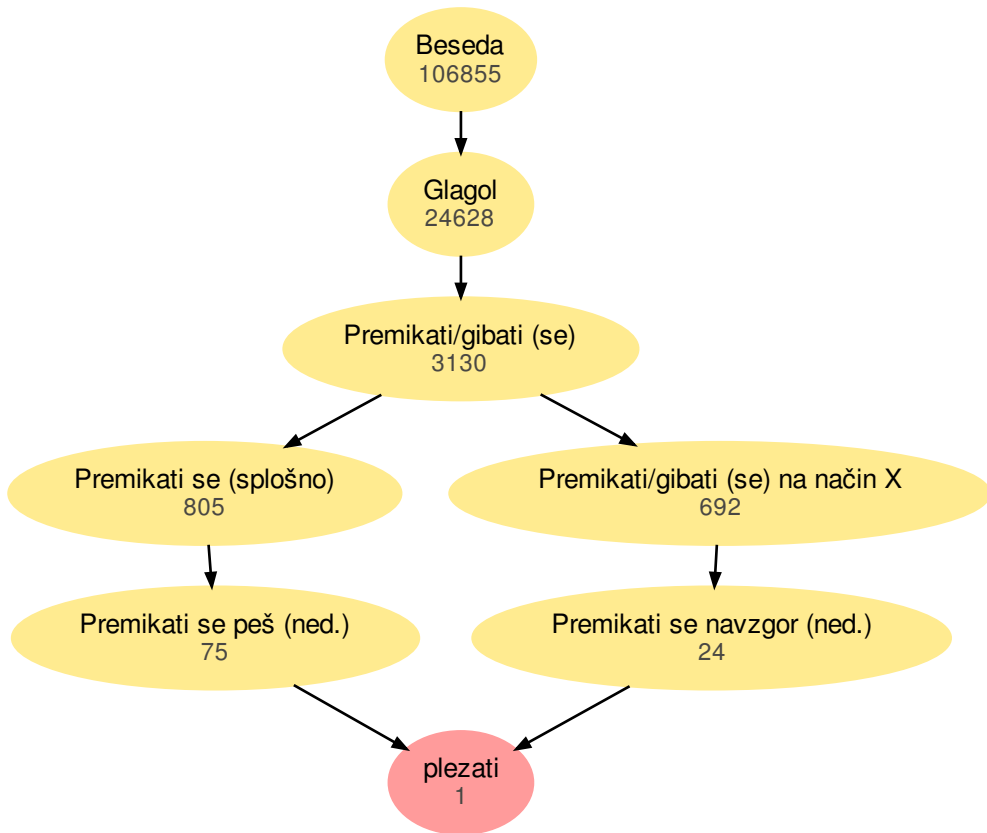 Beseda
106855
Glagol
24628
Premikati/gibati (se)
3130
Premikati se (splošno)
805
Premikati/gibati (se) na način X
692
Premikati se peš (ned.)
75
Premikati se navzgor (ned.)
24
plezati
1